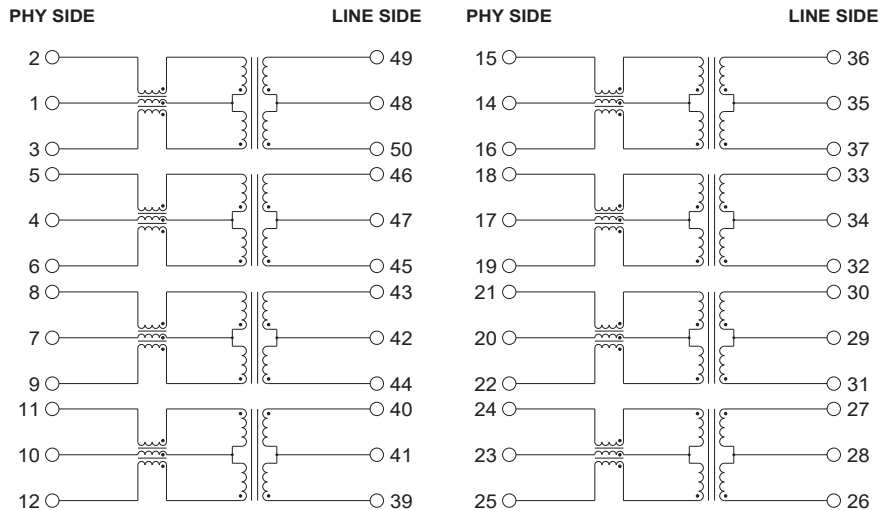 PHY SIDE LINE SIDE PHY SIDE LINE SIDE
2 49 15 36
1 48 14 35
3 50 16 37
5 46 18 33
4 47 17 34
6 45 19 32
8 43 21 30
7 42 20 29
9 44 22 31
11 40 24 27
10 41 23 28
12 39 25 26